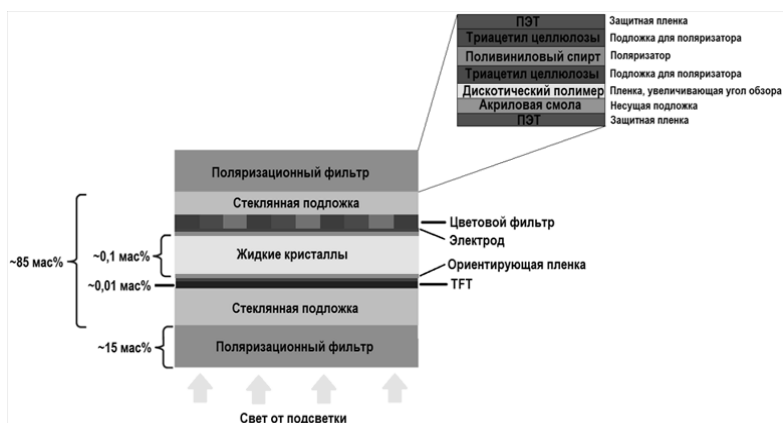 ПЭТ Защитная пленка
Триацетил целлюлозы Подложка для поляризатора
Поливиниловый спирт Поляризатор
Триацетил целлюлозы Подложка для поляризатора
Дискотический полимер Пленка, увеличивающая угол обзора
Акриловая смола Несущая подложка
ПЭТ Защитная пленка
Поляризационный фильтр
Стеклянная подложка
Цветовой фильтр
Электрод
~85 мас%
~0,1 мас%
Жидкие кристаллы
Ориентирующая пленка
~0,01 мас%
TFT
Стеклянная подложка
~15 мас%
Поляризационный фильтр
Свет от подсветки